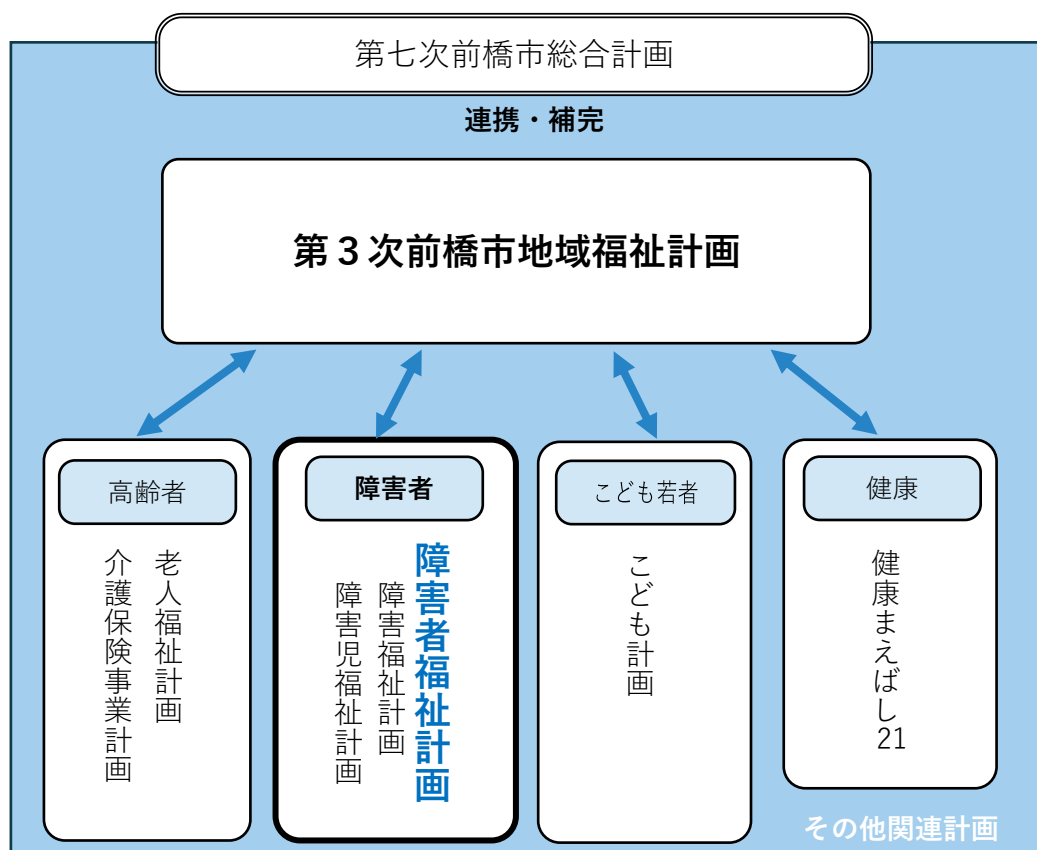 第七次前橋市総合計画
連携・補完
第３次前橋市地域福祉計画
高齢者
老人福祉計画
介護保険事業計画
障害者
障害者福祉計画
障害福祉計画
障害児福祉計画
こども若者
こども計画
健康
健康まえばし21
その他関連計画